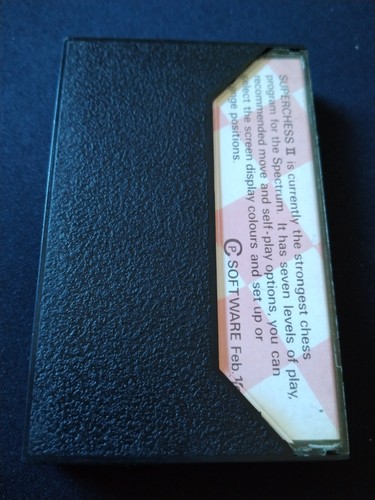 SUPERCHESS II is currently the strongest chess
program for the Spectrum. It has seven levels of play,
recommended move and self-play options, you can
select the screen display colours and set up or
positions.
Ⓟ SOFTWARE Feb.